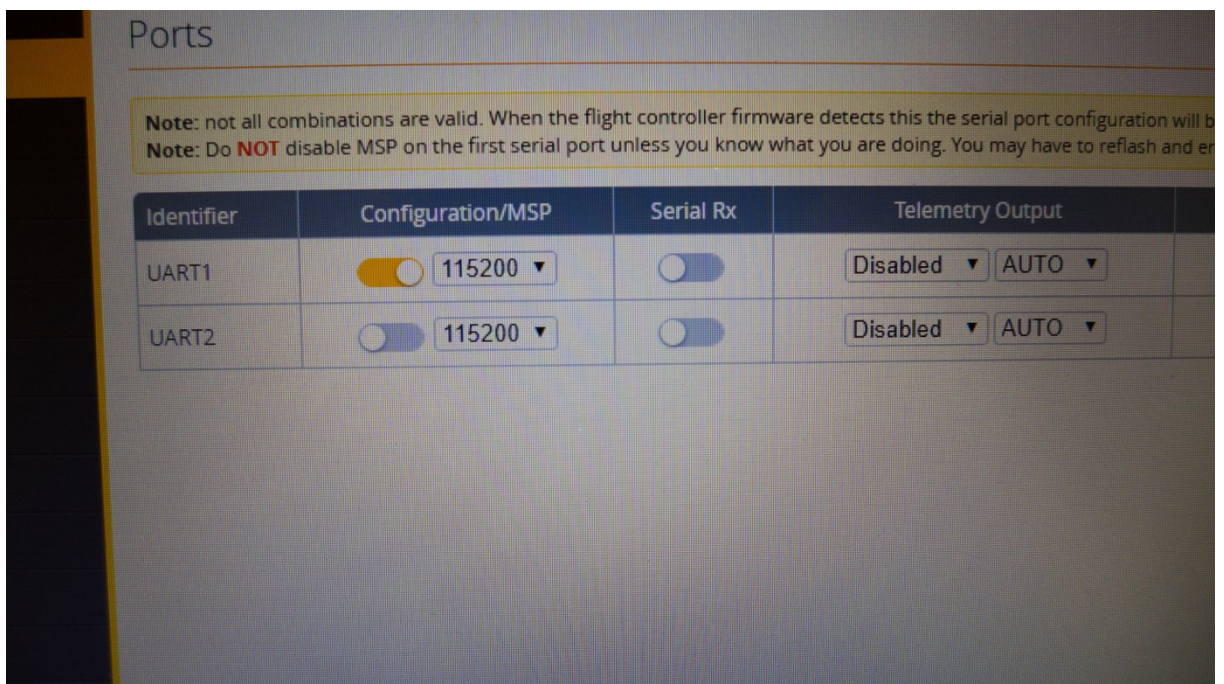 Ports
Note: not all combinations are valid. When the flight controller firmware detects this the serial port configuration will
Note: Do NOT disable MSP on the first serial port unless you know what you are doing. You may have to reflash and
Identifier Configuration/MSP Serial Rx Telemetry Output
UART1 115200 Disabled AUTO
UART2 115200 Disabled AUTO